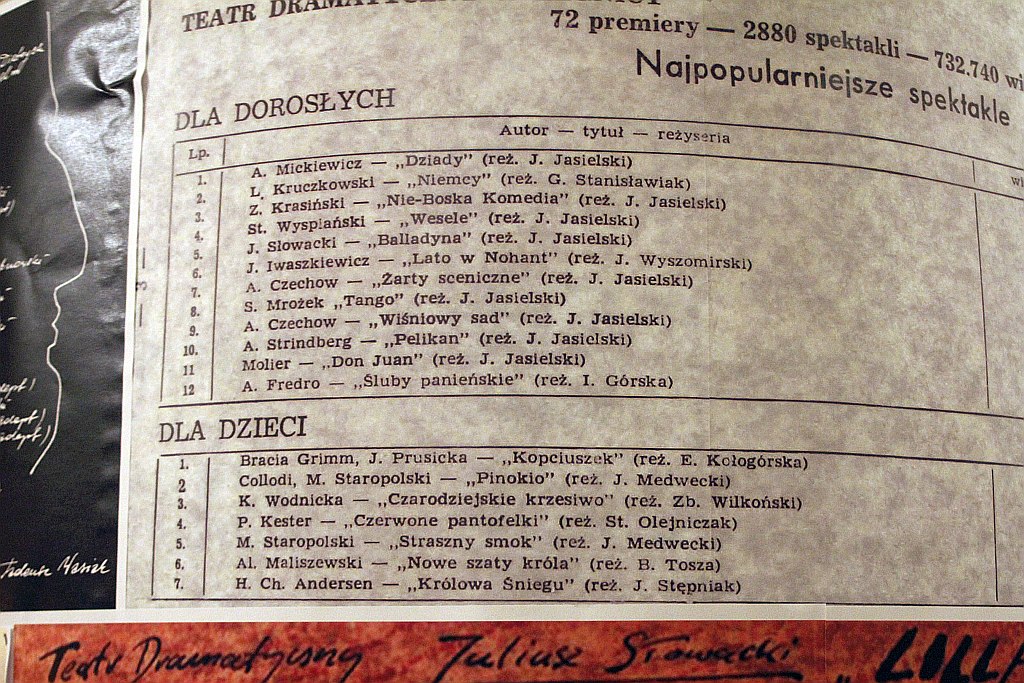 TEATR
72 premiery — 2880 spektakli — 732.740
Najpopularniejsze spektakle
DLA DOROSŁYCH
Lp. Autor — tytuł — reżyseria
1. A. Mickiewicz — „Dziady” (reż. J. Jasielski)
2. L. Kruczkowski — „Niemcy” (reż. G. Stanisławiak)
3. Z. Krasiński — „Nie-Boska Komedia” (reż. J. Jasielski)
4. St. Wyspiański — „Wesele” (reż. J. Jasielski)
5. J. Słowacki — „Balladyna” (reż. J. Jasielski)
6. J. Iwaszkiewicz — „Lato w Nohant” (reż. J. Wyszomirski)
7. A. Czechow — „Żarty sceniczne” (reż. J. Jasielski)
8. S. Mrożek „Tango” (reż. J. Jasielski)
9. A. Czechow — „Wiśniowy sad” (reż. J. Jasielski)
10. A. Strindberg — „Pelikan” (reż. J. Jasielski)
11 Molier — „Don Juan” (reż. J. Jasielski)
12 A. Fredro — „Śluby panieńskie” (reż. I. Górska)
DLA DZIECI
1. Bracia Grimm, J. Prusicka — „Kopciuszek” (reż. E. Kołogórska)
2 Collodi, M. Staropolski — „Pinokio” (reż. J. Medwecki)
3. K. Wodnicka — „Czarodziejskie krzesiwo” (reż. Zb. Wilkoński)
4. P. Kester — „Czerwone pantofelki” (reż. St. Olejniczak)
5. M. Staropolski — „Straszny smok” (reż. J. Medwecki)
6. Al. Maliszewski — „Nowe szaty króla” (reż. B. Tosza)
7. H. Ch. Andersen — „Królowa Śniegu” (reż. J. Stępniak)
Teatr Dramatyczny Juliusz Słowacki „LILLA